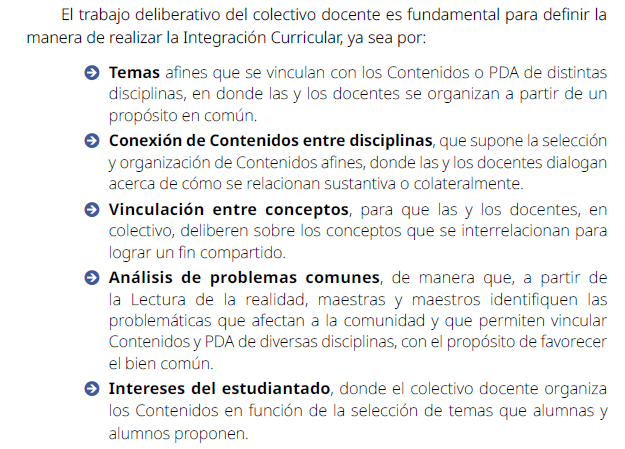 El trabajo deliberativo del colectivo docente es fundamental para definir la
manera de realizar la Integración Curricular, ya sea por:
Temas afines que se vinculan con los Contenidos o PDA de distintas
disciplinas, en donde las y los docentes se organizan a partir de un
propósito en común.
Conexión de Contenidos entre disciplinas, que supone la selección
y organización de Contenidos afines, donde las y los docentes dialogan
acerca de cómo se relacionan sustantiva o colateralmente.
Vinculación entre conceptos, para que las y los docentes, en
colectivo, deliberen sobre los conceptos que se interrelacionan para
lograr un fin compartido.
Análisis de problemas comunes, de manera que, a partir de
la Lectura de la realidad, maestras y maestros identifiquen las
problemáticas que afectan a la comunidad y que permiten vincular
Contenidos y PDA de diversas disciplinas, con el propósito de favorecer
el bien común.
Intereses del estudiantado, donde el colectivo docente organiza
los Contenidos en función de la selección de temas que alumnas y
alumnos proponen.